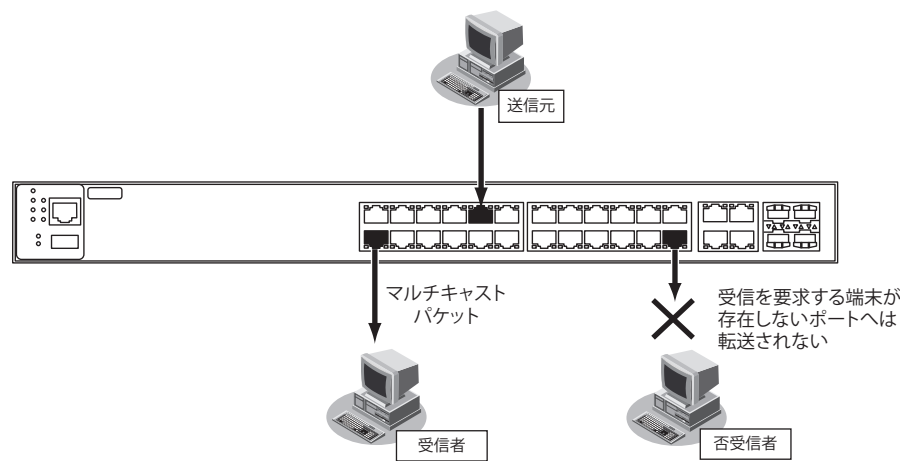 送信元
マルチキャスト
パケット
受信を要求する端末が
存在しないポートへは
転送されない
受信者
否受信者